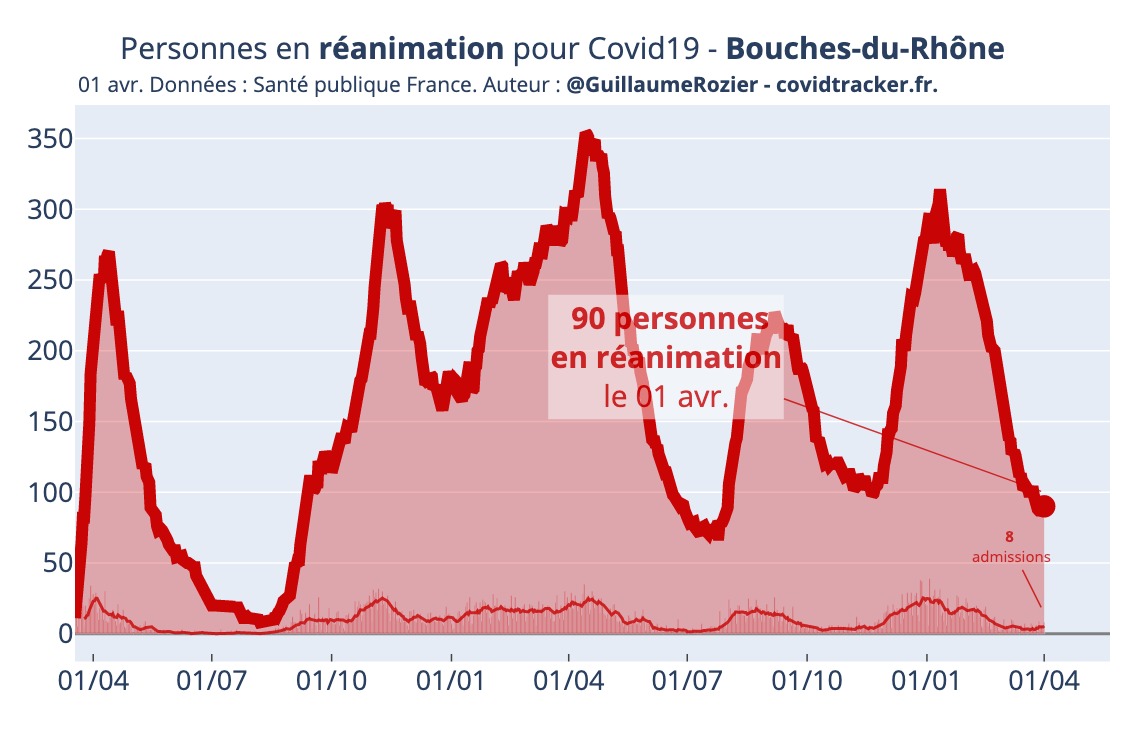 Personnes en réanimation pour Covid19 - Bouches-du-Rhône
01 avr. Données : Santé publique France. Auteur : @GuillaumeRozier - covidtracker.fr.
350
300
250
200
150
100
50
0
90 personnes
en réanimation
le 01 avr.
8
admissions
01/04 01/07 01/10 01/01 01/04 01/07 01/10 01/01 01/04